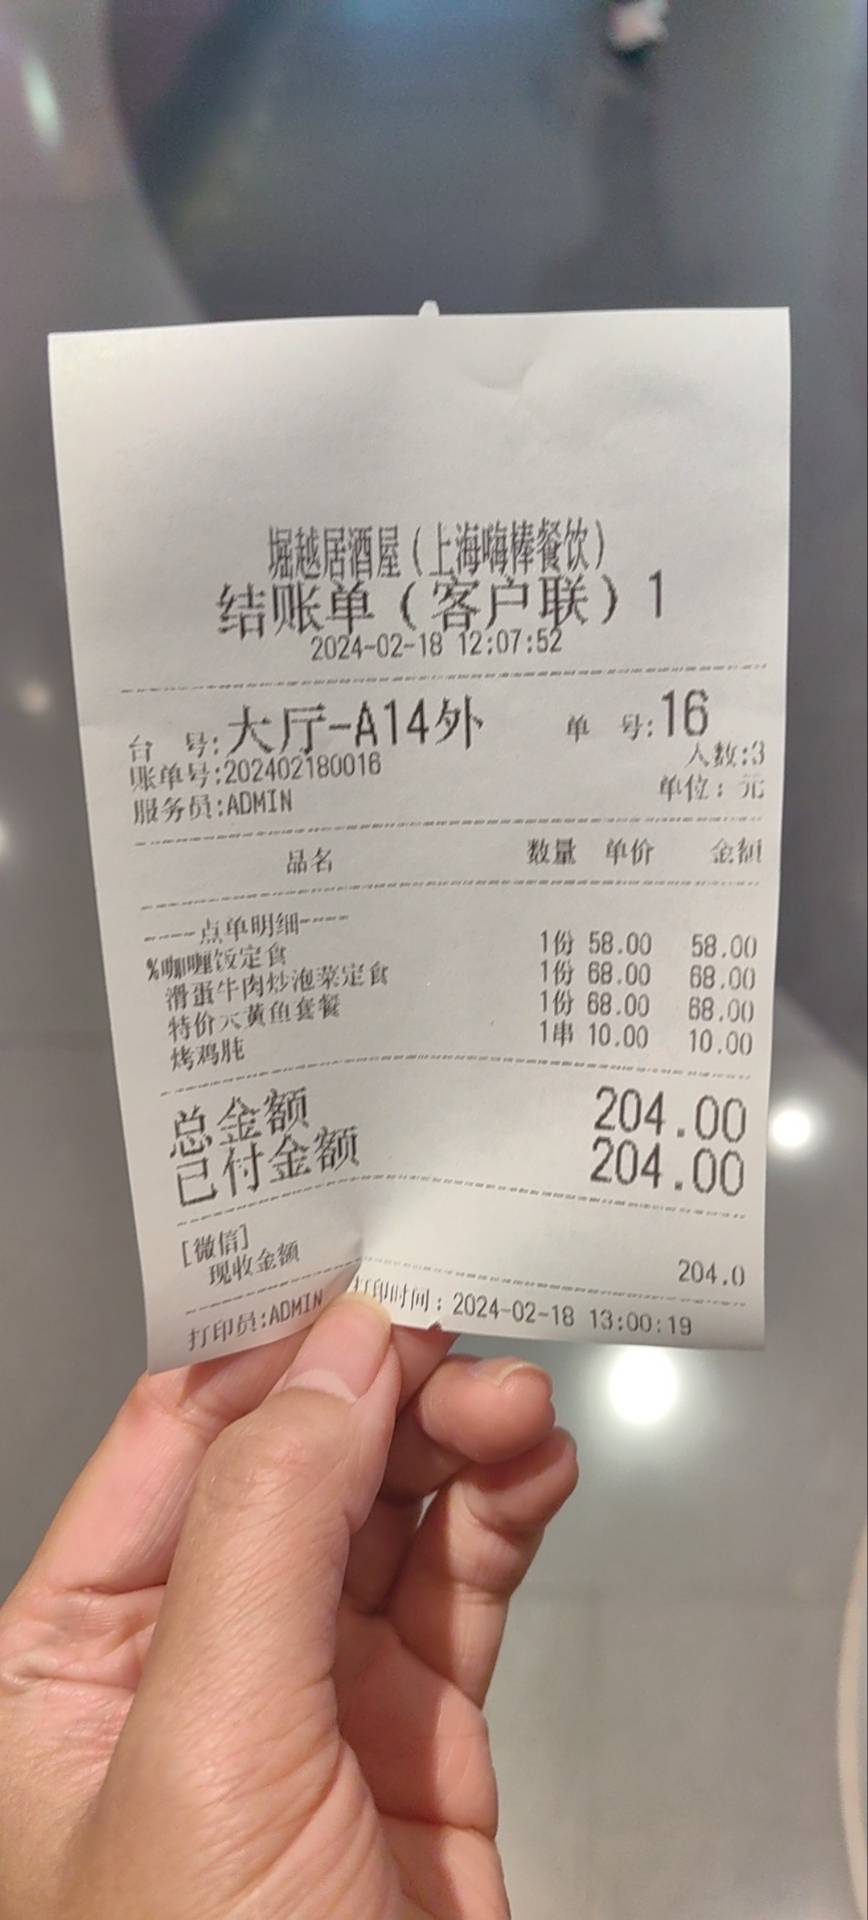 堀越居酒屋(上海嗨棒餐饮)
结账单(客户联)1
2024-02-18 12:07:52
台 号:大厅-A14外 单 号:16
账单号:202402180016 人数:3
服务员:ADMIN 单位:元
品名 数量 单价 金额
----点单明细----
%咖喱饭定食 1份 58.00 58.00
滑蛋牛肉炒泡菜定食 1份 68.00 68.00
特价大黄鱼套餐 1份 68.00 68.00
烤鸡肫 1串 10.00 10.00
总金额 204.00
已付金额 204.00
[微信]
现收金额 204.0
打印员:ADMIN 打印时间:2024-02-18 13:00:19